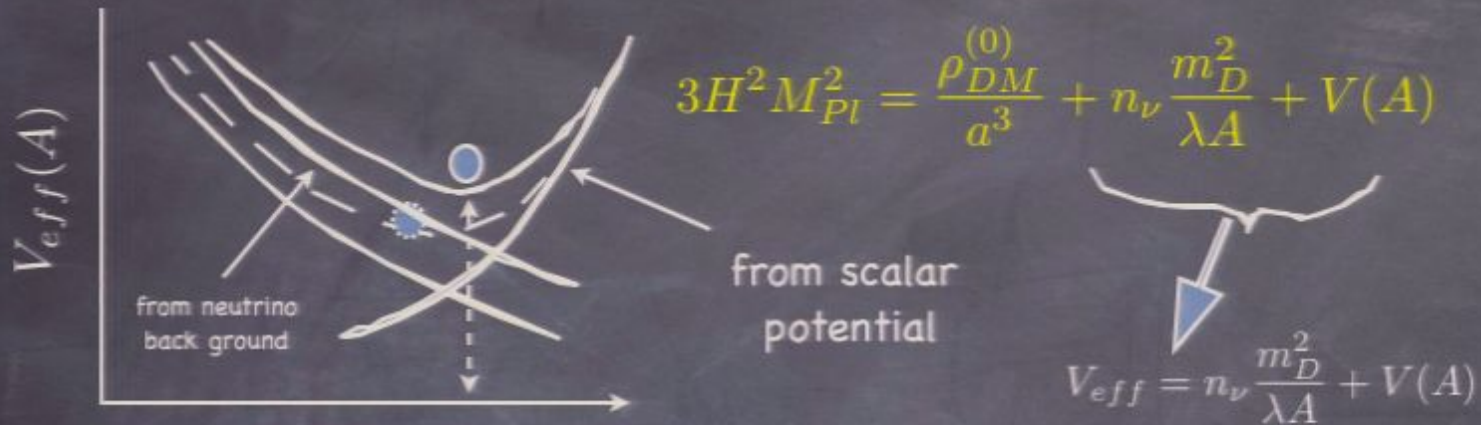 3H^2 M_{Pl}^2 = \frac{\rho_{DM}^{(0)}}{a^3} + n_\nu \frac{m_D^2}{\lambda A} + V(A)
V_{eff}(A)
from neutrino
back ground
from scalar
potential
V_{eff} = n_\nu \frac{m_D^2}{\lambda A} + V(A)